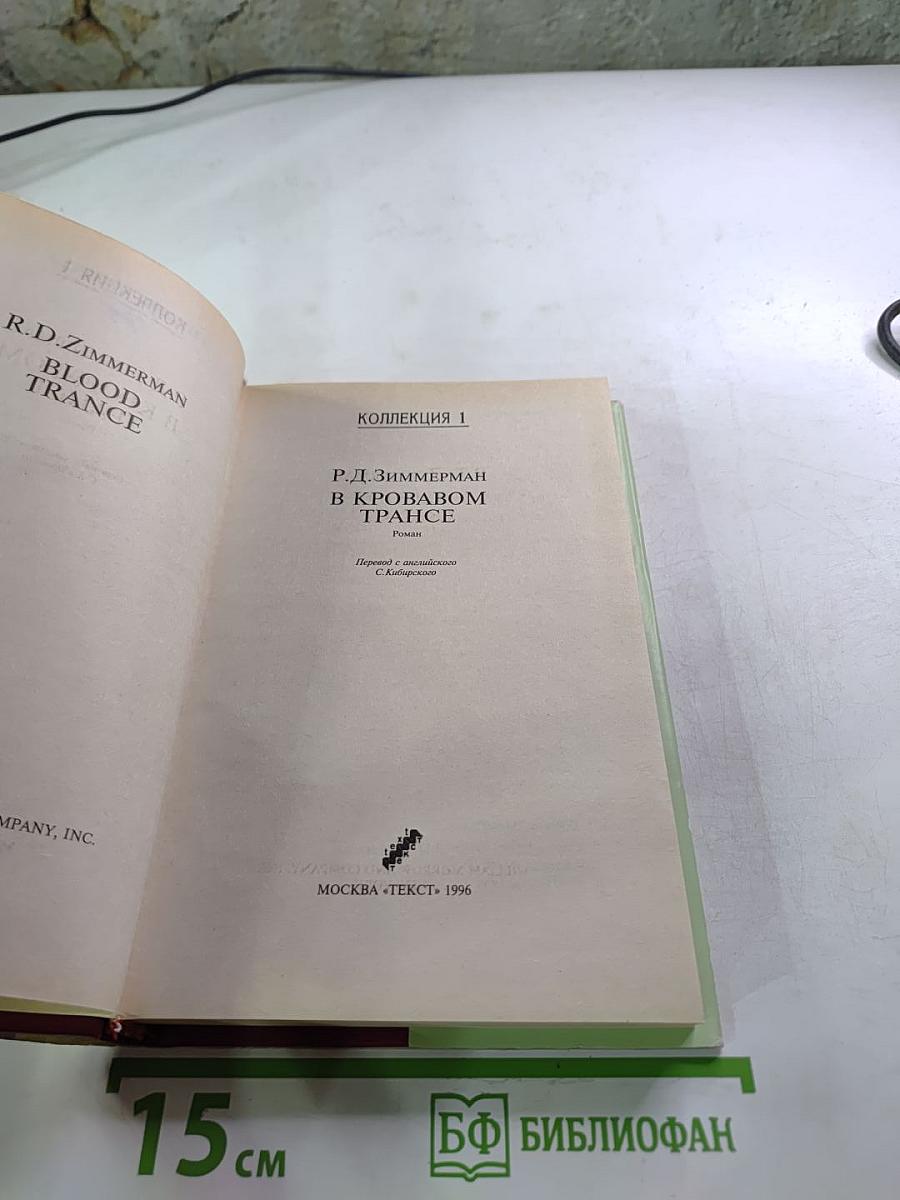 R.D.ZIMMERMAN
BLOOD
TRANCE
MPANY, INC.
КОЛЛЕКЦИЯ 1
Р.Д.ЗИММЕРМАН
В КРОВАВОМ
ТРАНСЕ
Роман
Перевод с английского
С.Кибирского
МОСКВА «ТЕКСТ» 1996
15 см
БФ БИБЛИОФАН